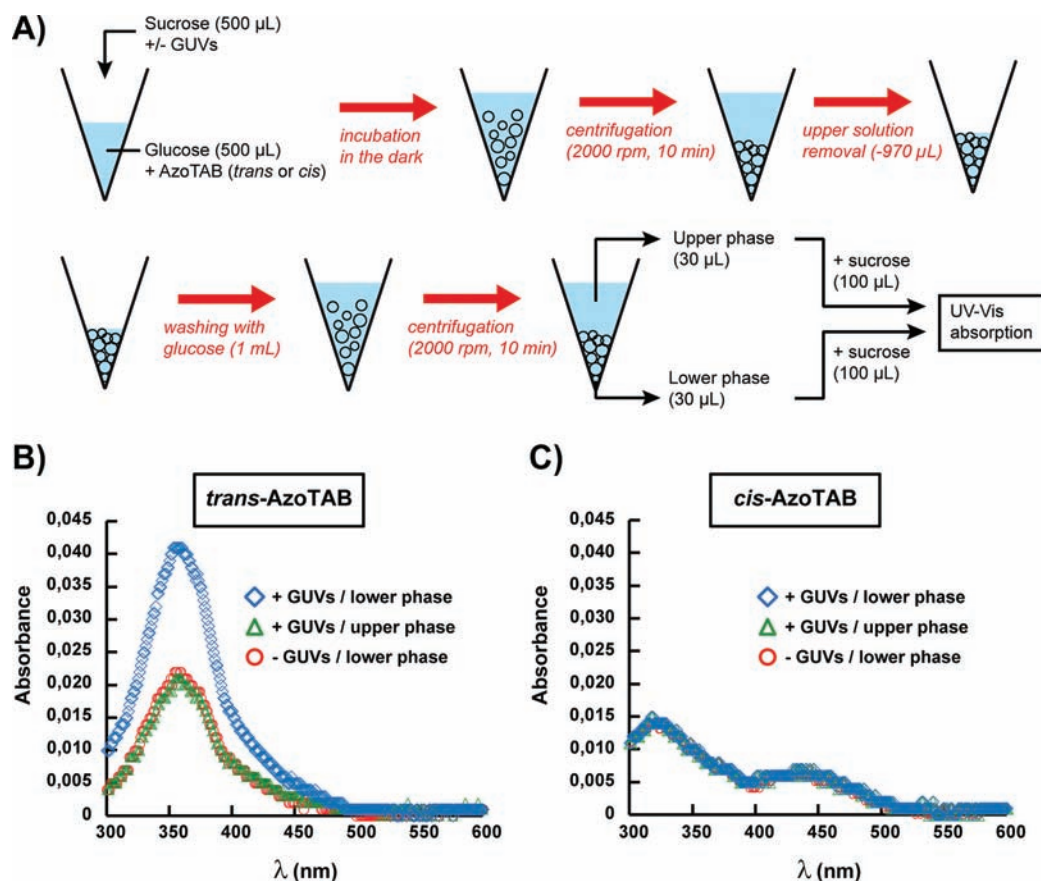 A)
Sucrose (500 µL)
+/- GUVs
Glucose (500 µL)
+ AzoTAB (trans or cis)
incubation
in the dark
centrifugation
(2000 rpm, 10 min)
upper solution
removal (-970 µL)
washing with
glucose (1 mL)
centrifugation
(2000 rpm, 10 min)
Upper phase
(30 µL)
+ sucrose
(100 µL)
Lower phase
(30 µL)
+ sucrose
(100 µL)
UV-Vis
absorption
B)
trans-AzoTAB
Absorbance
0,045
0,040
0,035
0,030
0,025
0,020
0,015
0,010
0,005
0
+ GUVs / lower phase
+ GUVs / upper phase
- GUVs / lower phase
300 350 400 450 500 550 600
λ (nm)
C)
cis-AzoTAB
Absorbance
0,045
0,040
0,035
0,030
0,025
0,020
0,015
0,010
0,005
0
+ GUVs / lower phase
+ GUVs / upper phase
- GUVs / lower phase
300 350 400 450 500 550 600
λ (nm)